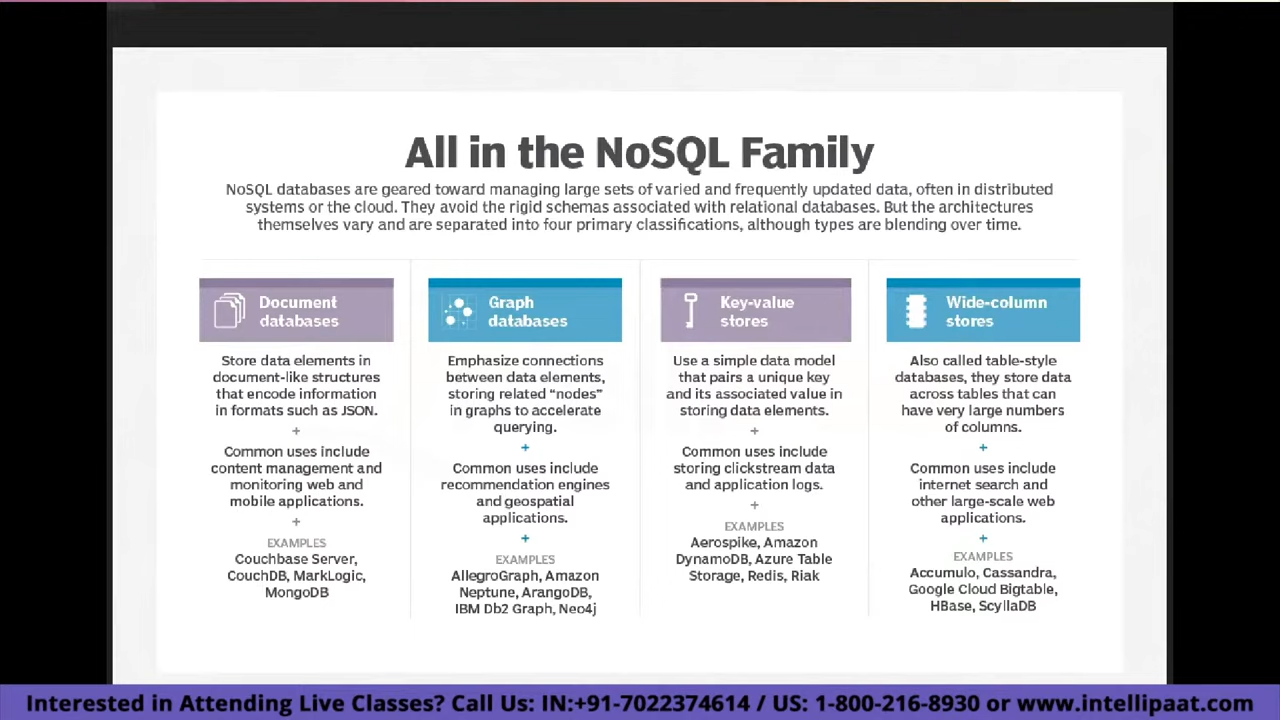 All in the NoSQL Family
NoSQL databases are geared toward managing large sets of varied and frequently updated data, often in distributed
systems or the cloud. They avoid the rigid schemas associated with relational databases. But the architectures
themselves vary and are separated into four primary classifications, although types are blending over time.
Document
databases
Store data elements in
document-like structures
that encode information
in formats such as JSON.
+
Common uses include
content management and
monitoring web and
mobile applications.
+
EXAMPLES
Couchbase Server,
CouchDB, MarkLogic,
MongoDB
Graph
databases
Emphasize connections
between data elements,
storing related “nodes”
in graphs to accelerate
querying.
+
Common uses include
recommendation engines
and geospatial
applications.
+
EXAMPLES
AllegroGraph, Amazon
Neptune, ArangoDB,
IBM Db2 Graph, Neo4j
Key-value
stores
Use a simple data model
that pairs a unique key
and its associated value in
storing data elements.
+
Common uses include
storing clickstream data
and application logs.
+
EXAMPLES
Aerospike, Amazon
DynamoDB, Azure Table
Storage, Redis, Riak
Wide-column
stores
Also called table-style
databases, they store data
across tables that can
have very large numbers
of columns.
+
Common uses include
internet search and
other large-scale web
applications.
+
EXAMPLES
Accumulo, Cassandra,
Google Cloud Bigtable,
HBase, ScyllaDB
Interested in Attending Live Classes? Call Us: IN:+91-7022374614 / US: 1-800-216-8930 or www.intellipaat.com